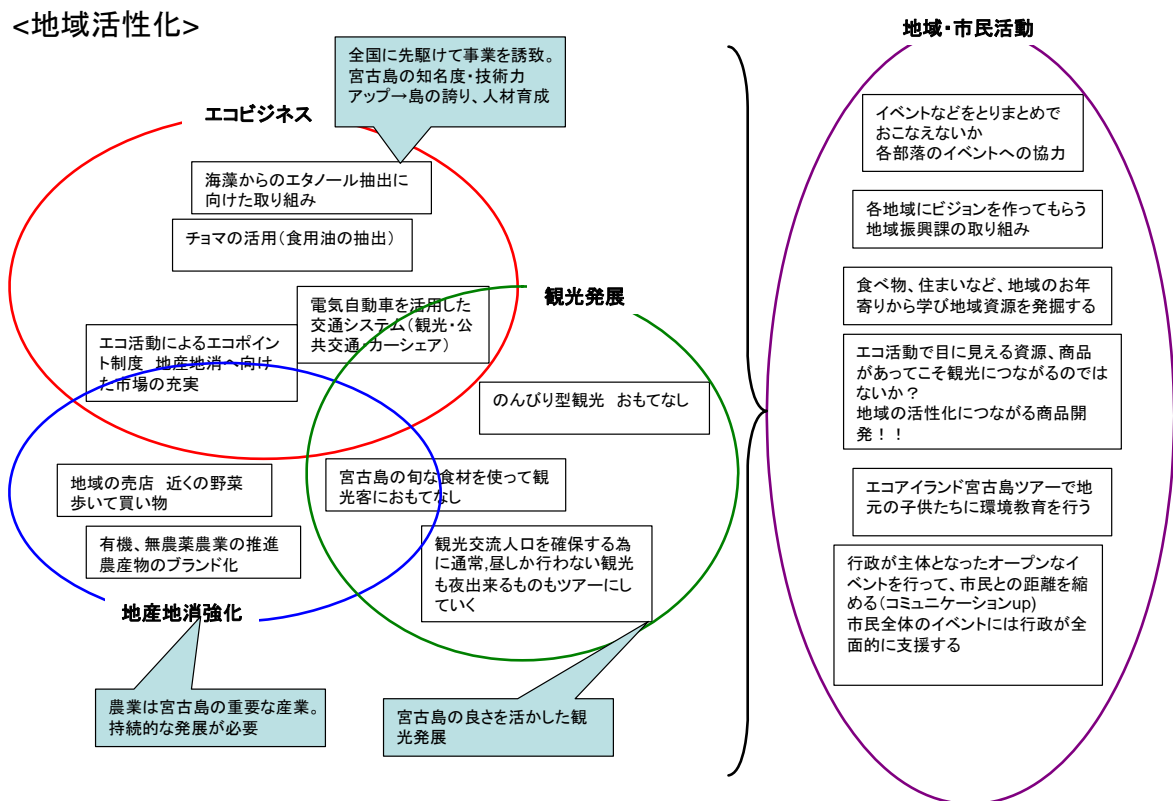 <地域活性化>
全国に先駆けて事業を誘致。
宮古島の知名度・技術力
アップ→島の誇り、人材育成
エコビジネス
海藻からのエタノール抽出に
向けた取り組み
チョマの活用(食用油の抽出)
電気自動車を活用した
交通システム(観光・公
共交通・カーシェア)
エコ活動によるエコポイン
ト制度 地産地消へ向け
た市場の充実
観光発展
のんびり型観光 おもてなし
地域の売店 近くの野菜
歩いて買い物
有機、無農薬農業の推進
農産物のブランド化
宮古島の旬な食材を使って観
光客におもてなし
観光交流人口を確保する為
に通常,昼しか行わない観光
も夜出来るものもツアーにし
ていく
地産地消強化
農業は宮古島の重要な産業。
持続的な発展が必要
宮古島の良さを活かした観
光発展
地域・市民活動
イベントなどをとりまとめで
おこなえないか
各部落のイベントへの協力
各地域にビジョンを作ってもらう
地域振興課の取り組み
食べ物、住まいなど、地域のお年
寄りから学び地域資源を発掘する
エコ活動で目に見える資源、商品
があってこそ観光につながるのでは
ないか?
地域の活性化につながる商品開
発!!
エコアイランド宮古島ツアーで地
元の子供たちに環境教育を行う
行政が主体となったオープンなイ
ベントを行って、市民との距離を縮
める(コミュニケーションup)
市民全体のイベントには行政が全
面的に支援する